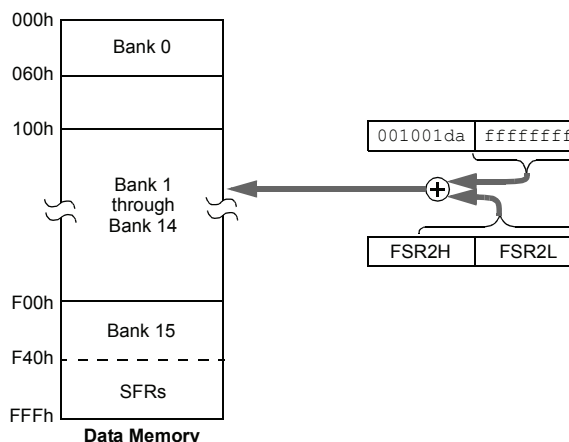 000h
Bank 0
060h
100h
001001da ffffffff
Bank 1
through
Bank 14
FSR2H FSR2L
F00h
Bank 15
F40h
SFRs
FFFh
Data Memory